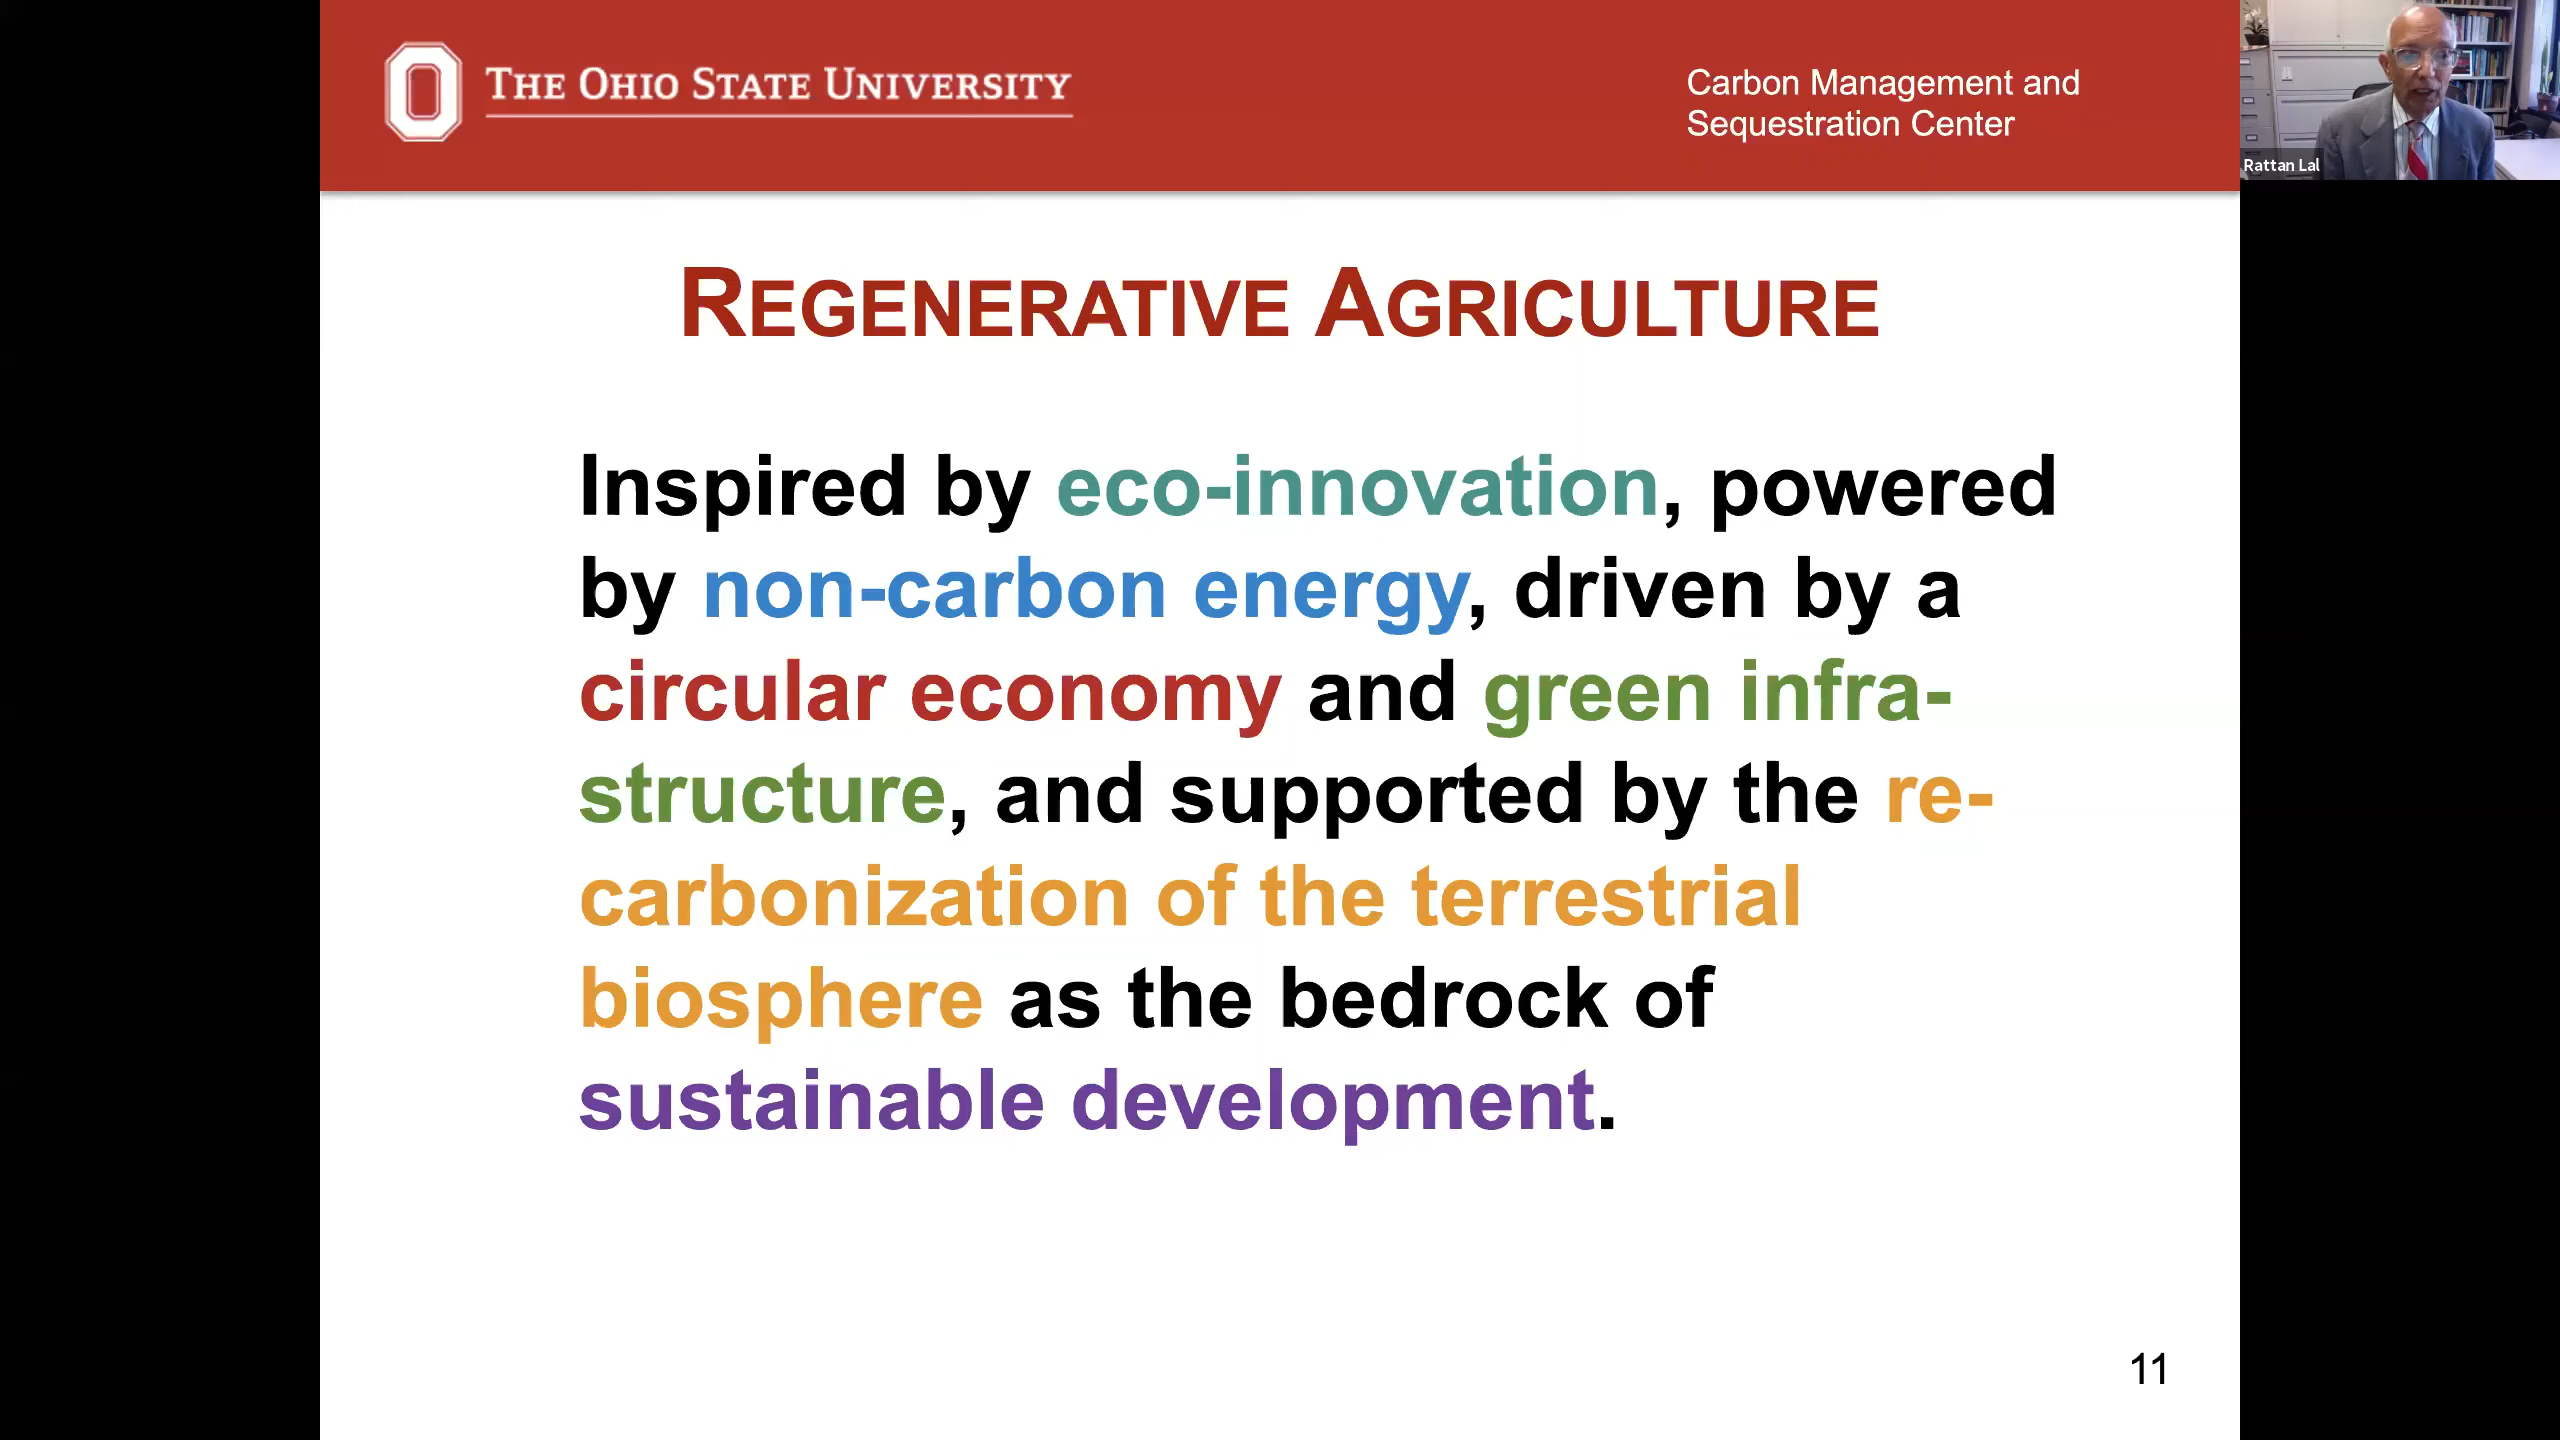 THE OHIO STATE UNIVERSITY
Carbon Management and
Sequestration Center
Rattan Lal
REGENERATIVE AGRICULTURE
Inspired by eco-innovation, powered
by non-carbon energy, driven by a
circular economy and green infra-
structure, and supported by the re-
carbonization of the terrestrial
biosphere as the bedrock of
sustainable development.
11